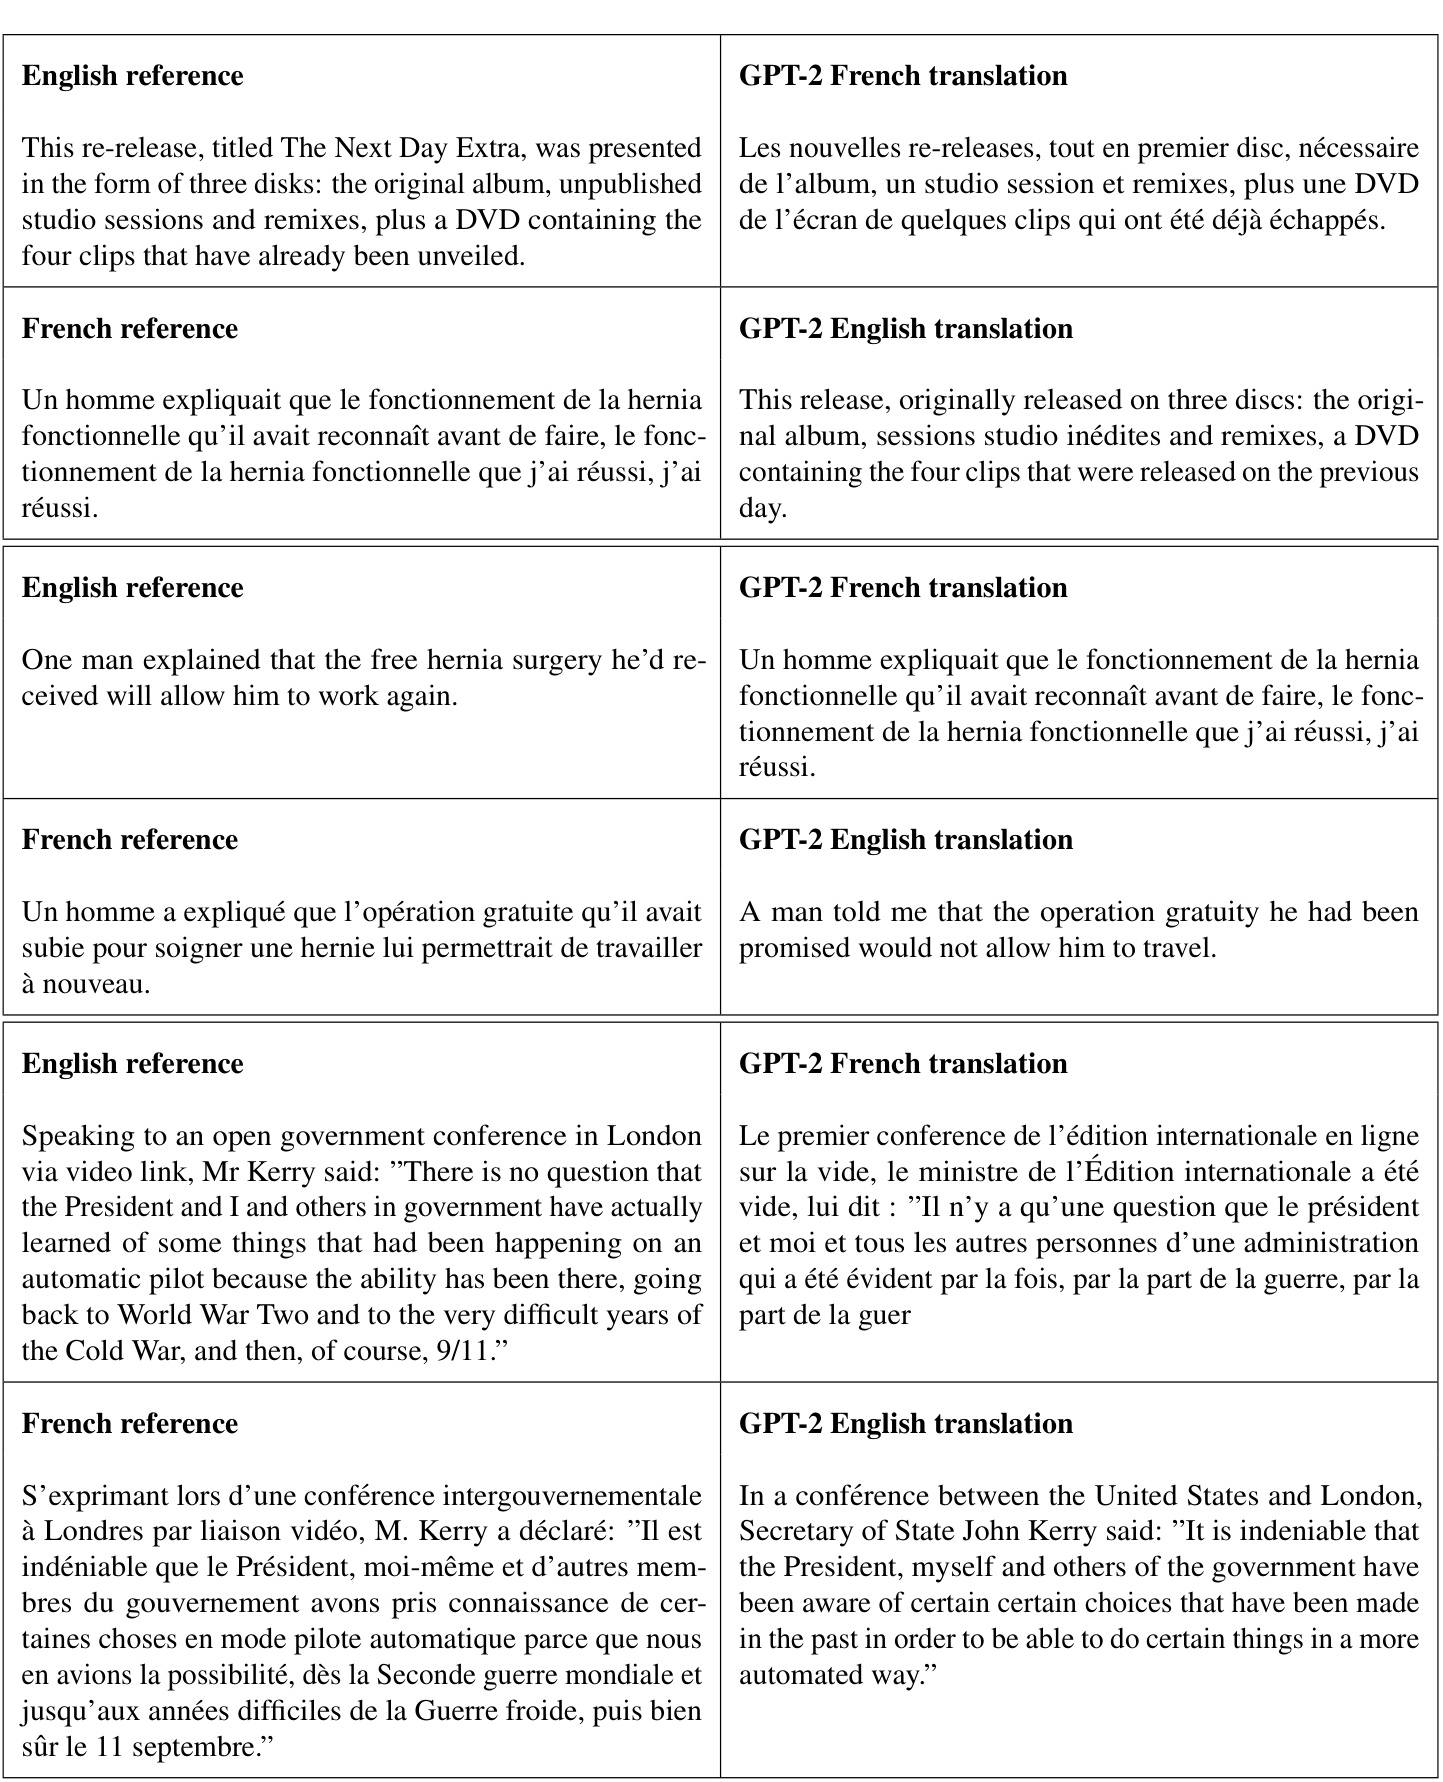 English reference
This re-release, titled The Next Day Extra, was presented
in the form of three disks: the original album, unpublished
studio sessions and remixes, plus a DVD containing the
four clips that have already been unveiled.
GPT-2 French translation
Les nouvelles re-releases, tout en premier disc, nécessaire
de l'album, un studio session et remixes, plus une DVD
de l'écran de quelques clips qui ont été déjà échappés.
French reference
Un homme expliquait que le fonctionnement de la hernia
fonctionnelle qu'il avait reconnaît avant de faire, le fonc-
tionnement de la hernia fonctionnelle que j'ai réussi, j'ai
réussi.
GPT-2 English translation
This release, originally released on three discs: the origi-
nal album, sessions studio inédites and remixes, a DVD
containing the four clips that were released on the previous
day.
English reference
One man explained that the free hernia surgery he'd re-
ceived will allow him to work again.
GPT-2 French translation
Un homme expliquait que le fonctionnement de la hernia
fonctionnelle qu'il avait reconnaît avant de faire, le fonc-
tionnement de la hernia fonctionnelle que j'ai réussi, j'ai
réussi.
French reference
Un homme a expliqué que l'opération gratuite qu'il avait
subie pour soigner une hernie lui permettrait de travailler
à nouveau.
GPT-2 English translation
A man told me that the operation gratuity he had been
promised would not allow him to travel.
English reference
Speaking to an open government conference in London
via video link, Mr Kerry said: ”There is no question that
the President and I and others in government have actually
learned of some things that had been happening on an
automatic pilot because the ability has been there, going
back to World War Two and to the very difficult years of
the Cold War, and then, of course, 9/11.”
GPT-2 French translation
Le premier conference de l'édition internationale en ligne
sur la vide, le ministre de l'Édition internationale a été
vide, lui dit : ”Il n'y a qu'une question que le président
et moi et tous les autres personnes d'une administration
qui a été évident par la fois, par la part de la guerre, par la
part de la guer
French reference
S'exprimant lors d'une conférence intergouvernementale
à Londres par liaison vidéo, M. Kerry a déclaré: ”Il est
indéniable que le Président, moi-même et d'autres mem-
bres du gouvernement avons pris connaissance de cer-
taines choses en mode pilote automatique parce que nous
en avions la possibilité, dès la Seconde guerre mondiale et
jusqu'aux années difficiles de la Guerre froide, puis bien
sûr le 11 septembre.”
GPT-2 English translation
In a conférence between the United States and London,
Secretary of State John Kerry said: ”It is indeniable that
the President, myself and others of the government have
been aware of certain certain choices that have been made
in the past in order to be able to do certain things in a more
automated way.”